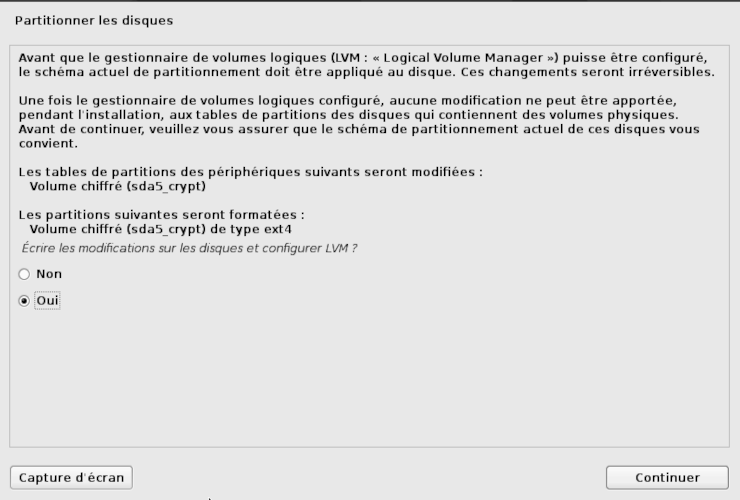 Partitionner les disques
Avant que le gestionnaire de volumes logiques (LVM : « Logical Volume Manager ») puisse être configuré,
le schéma actuel de partitionnement doit être appliqué au disque. Ces changements seront irréversibles.
Une fois le gestionnaire de volumes logiques configuré, aucune modification ne peut être apportée,
pendant l'installation, aux tables de partitions des disques qui contiennent des volumes physiques.
Avant de continuer, veuillez vous assurer que le schéma de partitionnement actuel de ces disques vous
convient.
Les tables de partitions des périphériques suivants seront modifiées :
Volume chiffré (sda5_crypt)
Les partitions suivantes seront formatées :
Volume chiffré (sda5_crypt) de type ext4
Écrire les modifications sur les disques et configurer LVM ?
Non
Oui
Capture d'écran
Continuer